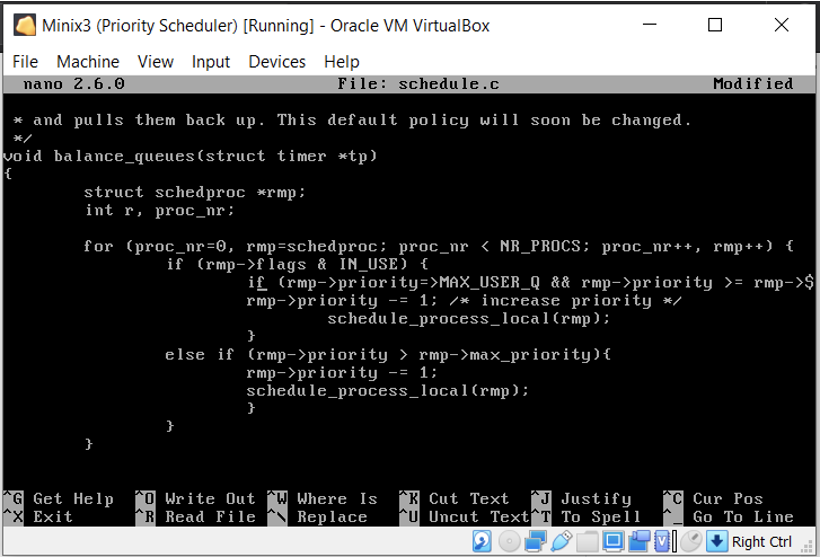 Minix3 (Priority Scheduler) [Running] - Oracle VM VirtualBox
File Machine View Input Devices Help
nano 2.6.0 File: schedule.c Modified
* and pulls them back up. This default policy will soon be changed.
*/
void balance_queues(struct timer *tp)
{
struct schedproc *rmp;
int r, proc_nr;
for (proc_nr=0, rmp=schedproc; proc_nr < NR_PROCS; proc_nr++, rmp++) {
if (rmp->flags & IN_USE) {
if (rmp->priority=>MAX_USER_Q && rmp->priority >= rmp->$
rmp->priority -= 1; /* increase priority */
schedule_process_local(rmp);
}
else if (rmp->priority > rmp->max_priority){
rmp->priority -= 1;
schedule_process_local(rmp);
}
}
}
^G Get Help ^O Write Out ^W Where Is ^K Cut Text ^J Justify ^C Cur Pos
^X Exit ^R Read File ^\ Replace ^U Uncut Text ^T To Spell ^_ Go To Line
Right Ctrl